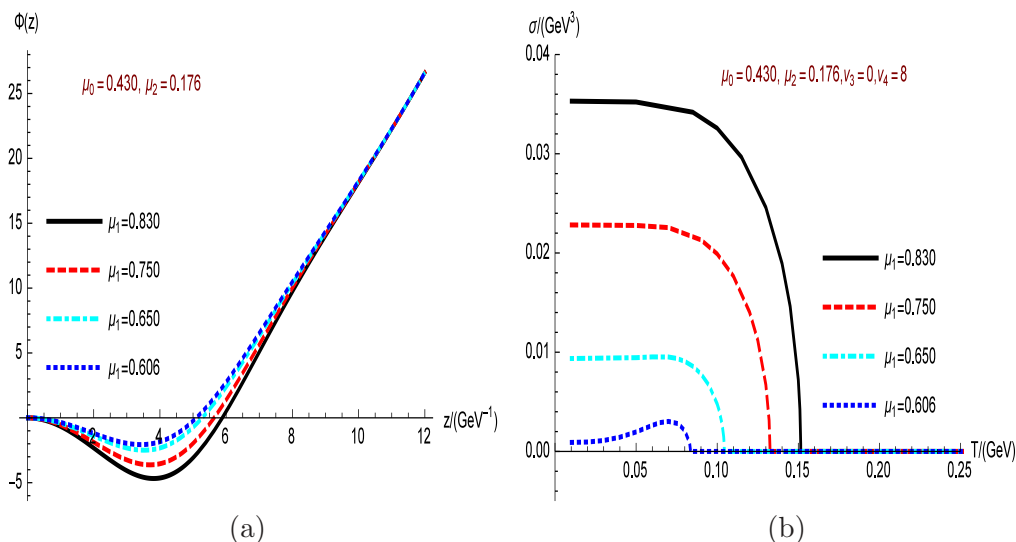 Φ(z)
μ₀ = 0.430, μ₂ = 0.176
25
20
15
10
5
−5
μ₁=0.830
μ₁=0.750
μ₁=0.650
μ₁=0.606
2 4 6 8 10 12 z/(GeV⁻¹)
(a)
σ/(GeV³)
μ₀ = 0.430, μ₂ = 0.176, v₃ = 0, v₄ = 8
0.04
0.03
0.02
0.01
0.00
μ₁=0.830
μ₁=0.750
μ₁=0.650
μ₁=0.606
0.05 0.10 0.15 0.20 0.25 T/(GeV)
(b)